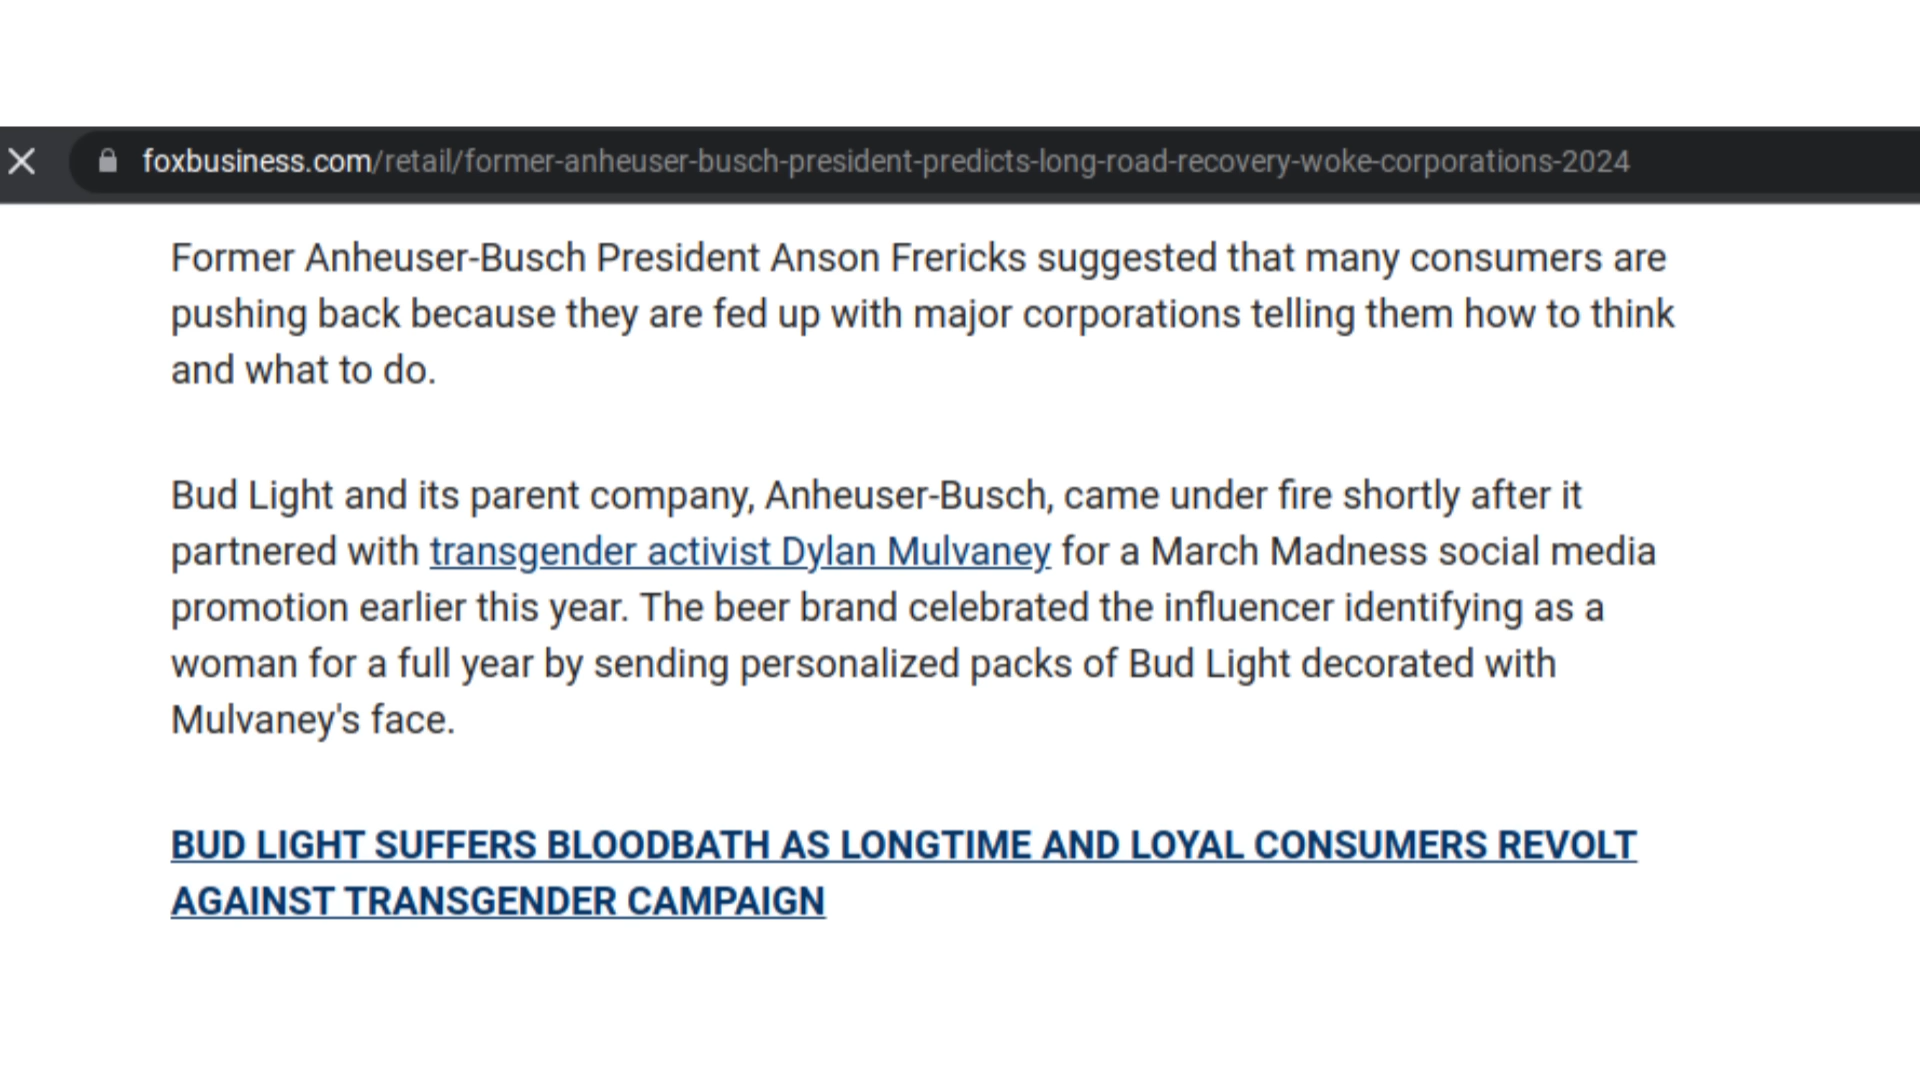 foxbusiness.com/retail/former-anheuser-busch-president-predicts-long-road-recovery-woke-corporations-2024
Former Anheuser-Busch President Anson Frericks suggested that many consumers are
pushing back because they are fed up with major corporations telling them how to think
and what to do.
Bud Light and its parent company, Anheuser-Busch, came under fire shortly after it
partnered with transgender activist Dylan Mulvaney for a March Madness social media
promotion earlier this year. The beer brand celebrated the influencer identifying as a
woman for a full year by sending personalized packs of Bud Light decorated with
Mulvaney's face.
BUD LIGHT SUFFERS BLOODBATH AS LONGTIME AND LOYAL CONSUMERS REVOLT
AGAINST TRANSGENDER CAMPAIGN